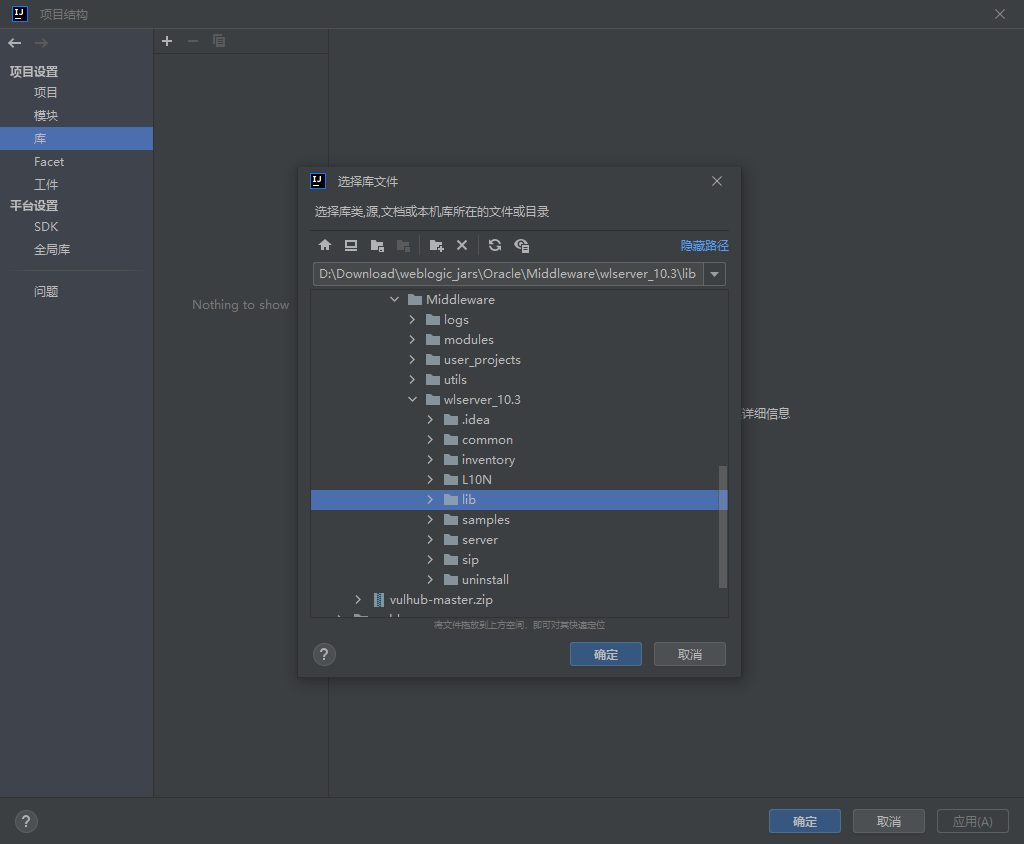 项目结构
项目设置
项目
模块
库
Facet
工件
平台设置
SDK
全局库
问题
Nothing to show
详细信息
选择库文件
选择库类,源,文档或本机库所在的文件或目录
隐藏路径
D:\Download\weblogic_jars\Oracle\Middleware\wlserver_10.3\lib
Middleware
logs
modules
user_projects
utils
wlserver_10.3
.idea
common
inventory
L10N
lib
samples
server
sip
uninstall
vulhub-master.zip
将文件拖放到上方空间，即可对其快速定位
?
确定
取消
?
确定
取消
应用(A)